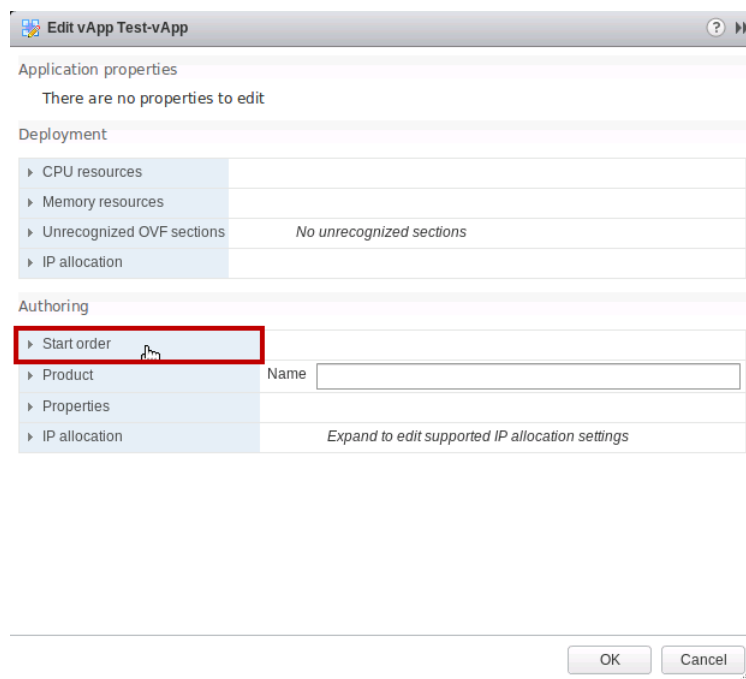 Edit vApp Test-vApp
?
Application properties
There are no properties to edit
Deployment
CPU resources
Memory resources
Unrecognized OVF sections No unrecognized sections
IP allocation
Authoring
Start order
Product Name
Properties
IP allocation Expand to edit supported IP allocation settings
OK Cancel